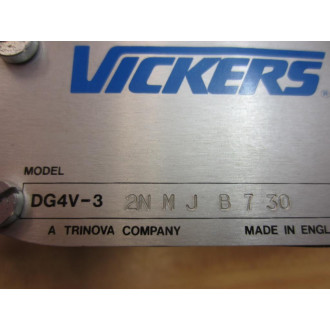 VICKERS®
MODEL
DG4V-3 2N M J B 7 30
A TRINOVA COMPANY MADE IN ENGL